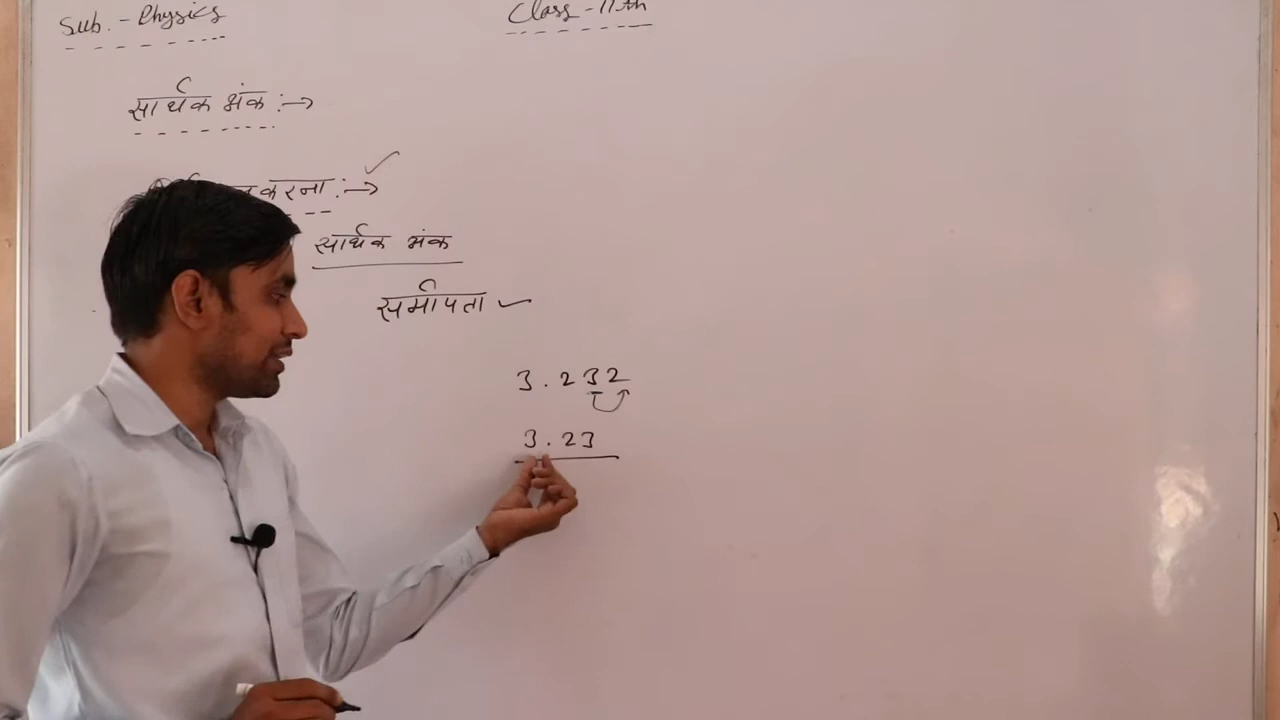 Sub. - Physics
Class - 11th
सार्थक अंक :→
करना :→ ✓
सार्थक अंक
समीपता ✓
3.232
3.23